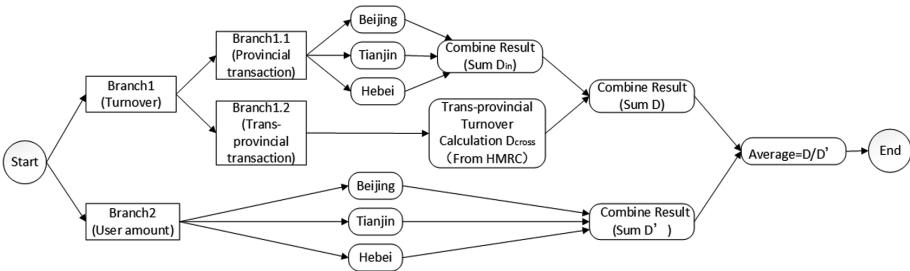 Start
Branch1
(Turnover)
Branch1.1
(Provincial
transaction)
Beijing
Tianjin
Hebei
Combine Result
(Sum Din)
Branch1.2
(Trans-
provincial
transaction)
Trans-provincial
Turnover
Calculation Dcross
（From HMRC）
Combine Result
(Sum D)
Branch2
(User amount)
Beijing
Tianjin
Hebei
Combine Result
(Sum D’ )
Average=D/D’
End